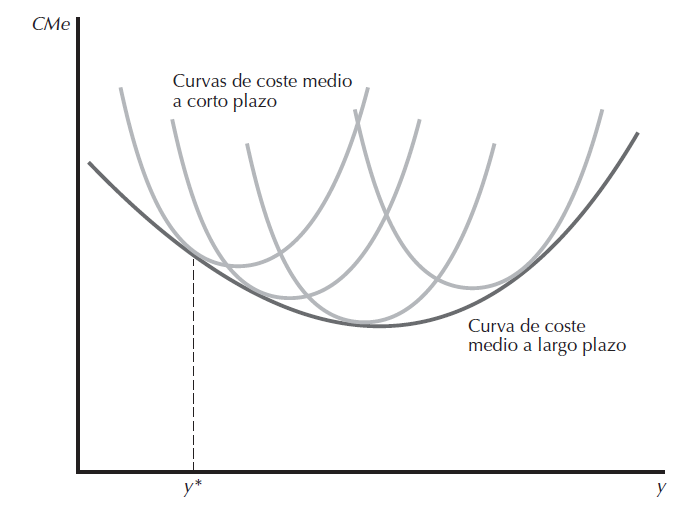 CMe
Curvas de coste medio
a corto plazo
Curva de coste
medio a largo plazo
y*
y